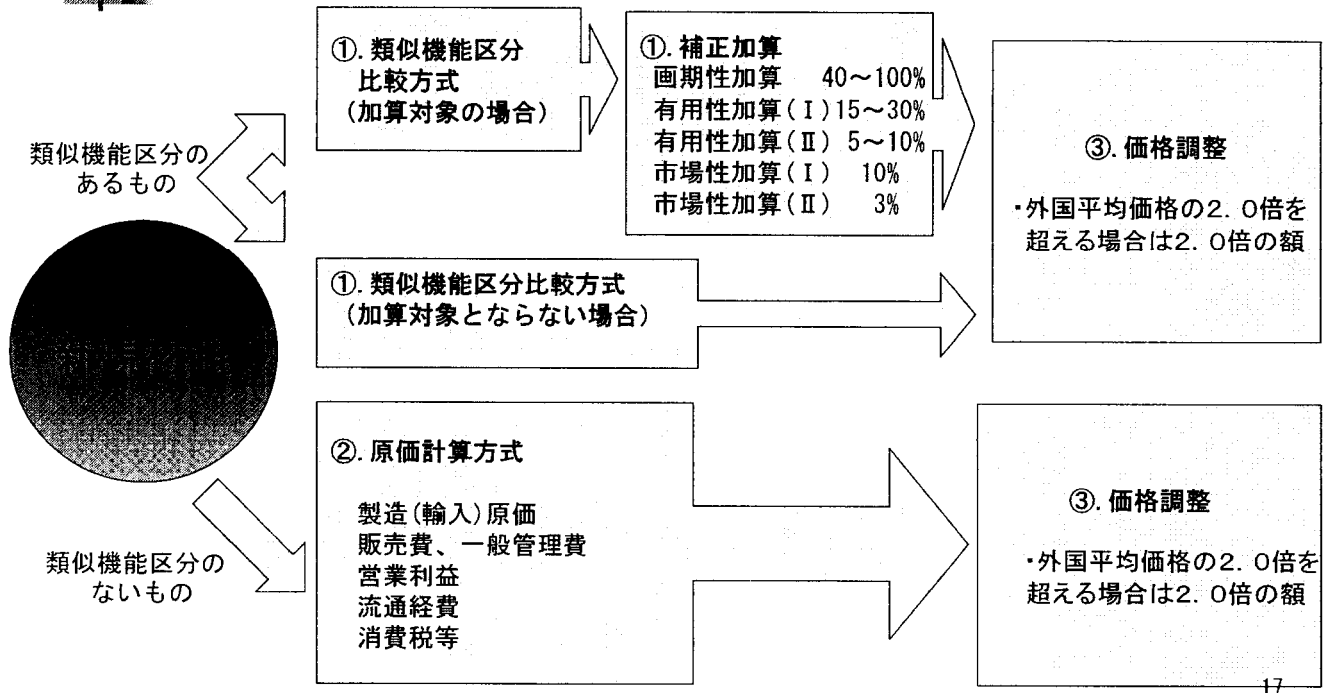 類似機能区分の
あるもの
①. 類似機能区分
比較方式
(加算対象の場合)
①. 補正加算
画期性加算 40～100%
有用性加算(Ⅰ)15～30%
有用性加算(Ⅱ) 5～10%
市場性加算(Ⅰ) 10%
市場性加算(Ⅱ) 3%
①. 類似機能区分比較方式
(加算対象とならない場合)
③. 価格調整
・外国平均価格の2. 0倍を
超える場合は2. 0倍の額
類似機能区分の
ないもの
②. 原価計算方式
製造(輸入)原価
販売費、一般管理費
営業利益
流通経費
消費税等
③. 価格調整
・外国平均価格の2. 0倍を
超える場合は2. 0倍の額
17